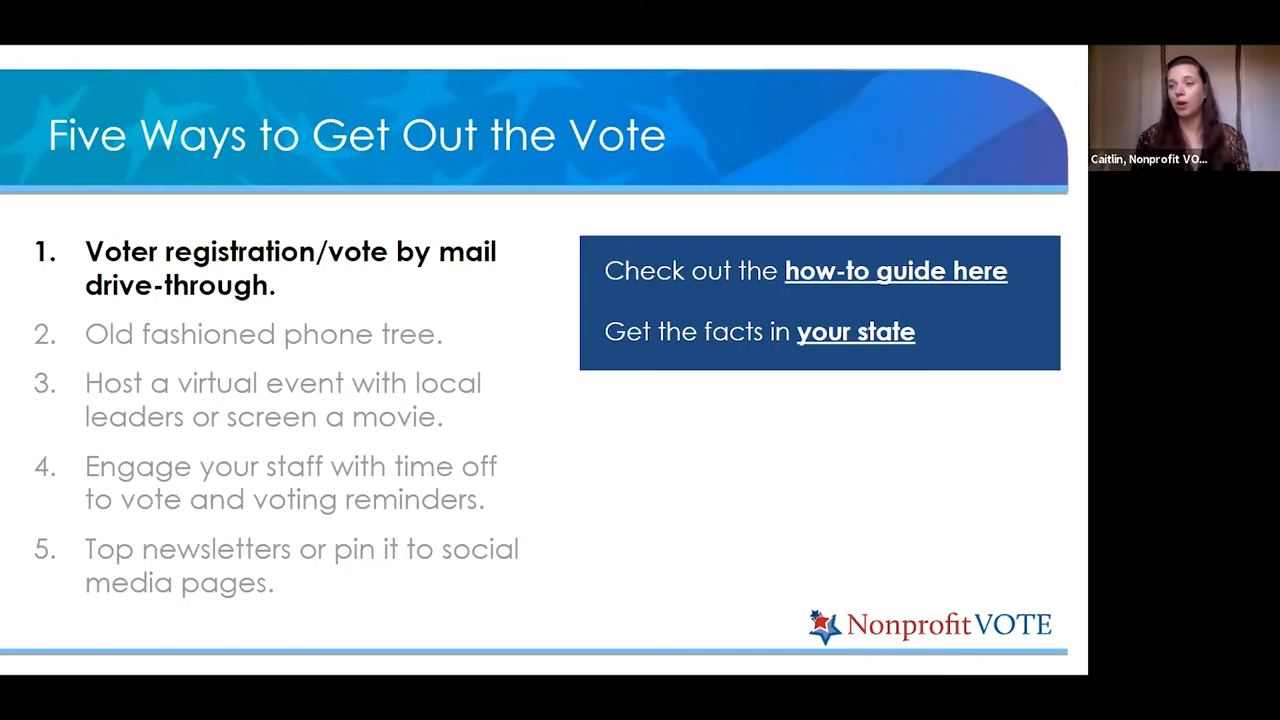 Five Ways to Get Out the Vote
1. Voter registration/vote by mail
drive-through.
2. Old fashioned phone tree.
3. Host a virtual event with local
leaders or screen a movie.
4. Engage your staff with time off
to vote and voting reminders.
5. Top newsletters or pin it to social
media pages.
Check out the how-to guide here
Get the facts in your state
NonprofitVOTE
Caitlin, Nonprofit VO...